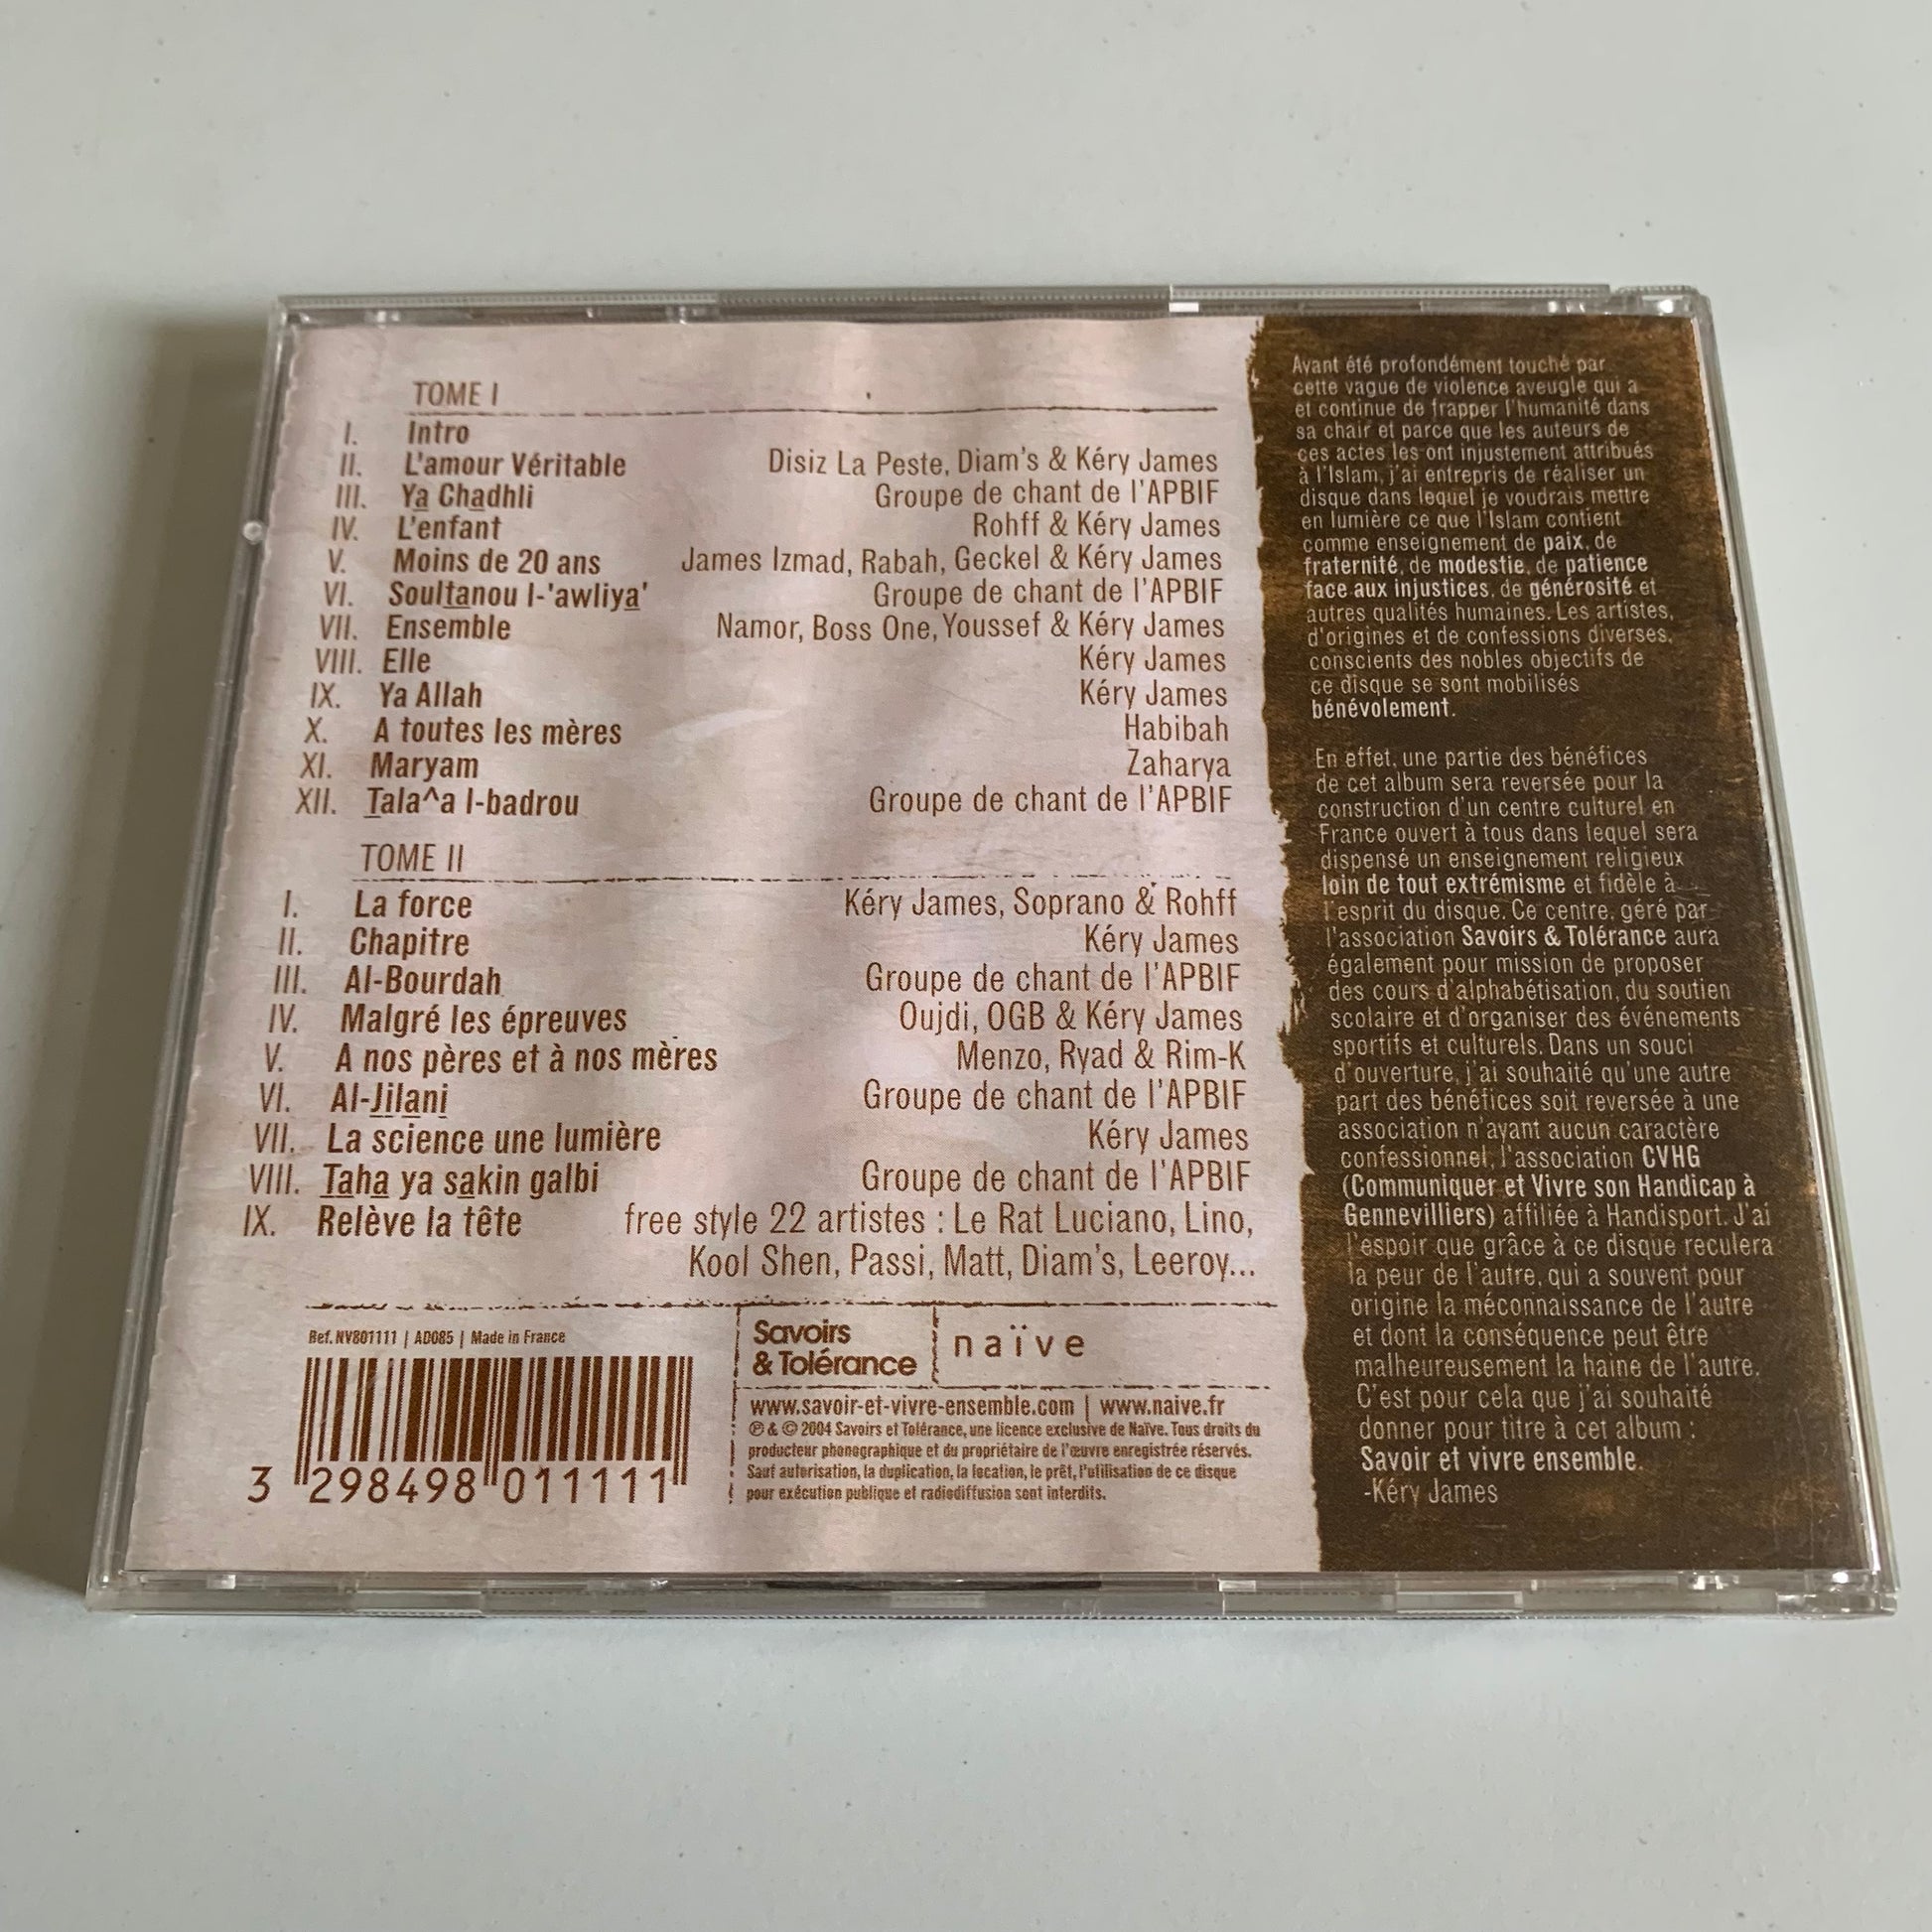 TOME I
I. Intro
II. L'amour Véritable Disiz La Peste, Diam's & Kéry James
III. Ya Chadhli Groupe de chant de l'APBIF
IV. L'enfant Rohff & Kéry James
V. Moins de 20 ans James Izmad, Rabah, Geckel & Kéry James
VI. Soultanou l-'awliya' Groupe de chant de l'APBIF
VII. Ensemble Namor, Boss One, Youssef & Kéry James
VIII. Elle Kéry James
IX. Ya Allah Kéry James
X. A toutes les mères Habibah
XI. Maryam Zaharya
XII. Tala^a l-badrou Groupe de chant de l'APBIF
TOME II
I. La force Kéry James, Soprano & Rohff
II. Chapitre Kéry James
III. Al-Bourdah Groupe de chant de l'APBIF
IV. Malgré les épreuves Oujdi, OGB & Kéry James
V. A nos pères et à nos mères Menzo, Ryad & Rim-K
VI. Al-Jilani Groupe de chant de l'APBIF
VII. La science une lumière Kéry James
VIII. Taha ya sakin galbi Groupe de chant de l'APBIF
IX. Relève la tête free style 22 artistes : Le Rat Luciano, Lino,
Kool Shen, Passi, Matt, Diam's, Leeroy...
Ref. NV801111 | AD085 | Made in France
3 298498 011111
Savoirs
& Tolérance
naïve
www.savoir-et-vivre-ensemble.com | www.naive.fr
℗ & © 2004 Savoirs et Tolérance, une licence exclusive de Naïve. Tous droits du
producteur phonographique et du propriétaire de l'œuvre enregistrée réservés.
Sauf autorisation, la duplication, la location, le prêt, l'utilisation de ce disque
pour exécution publique et radiodiffusion sont interdits.
Ayant été profondément touché par
cette vague de violence aveugle qui a
et continue de frapper l'humanité dans
sa chair et parce que les auteurs de
ces actes les ont injustement attribués
à l'Islam, j'ai entrepris de réaliser un
disque dans lequel je voudrais mettre
en lumière ce que l'Islam contient
comme enseignement de paix, de
fraternité, de modestie, de patience
face aux injustices, de générosité et
autres qualités humaines. Les artistes,
d'origines et de confessions diverses,
conscients des nobles objectifs de
ce disque se sont mobilisés
bénévolement.
En effet, une partie des bénéfices
de cet album sera reversée pour la
construction d'un centre culturel en
France ouvert à tous dans lequel sera
dispensé un enseignement religieux
loin de tout extrémisme et fidèle à
l'esprit du disque. Ce centre, géré par
l'association Savoirs & Tolérance aura
également pour mission de proposer
des cours d'alphabétisation, du soutien
scolaire et d'organiser des événements
sportifs et culturels. Dans un souci
d'ouverture, j'ai souhaité qu'une autre
part des bénéfices soit reversée à une
association n'ayant aucun caractère
confessionnel, l'association CVHG
(Communiquer et Vivre son Handicap à
Gennevilliers) affiliée à Handisport. J'ai
l'espoir que grâce à ce disque reculera
la peur de l'autre, qui a souvent pour
origine la méconnaissance de l'autre
et dont la conséquence peut être
malheureusement la haine de l'autre.
C'est pour cela que j'ai souhaité
donner pour titre à cet album :
Savoir et vivre ensemble.
-Kéry James